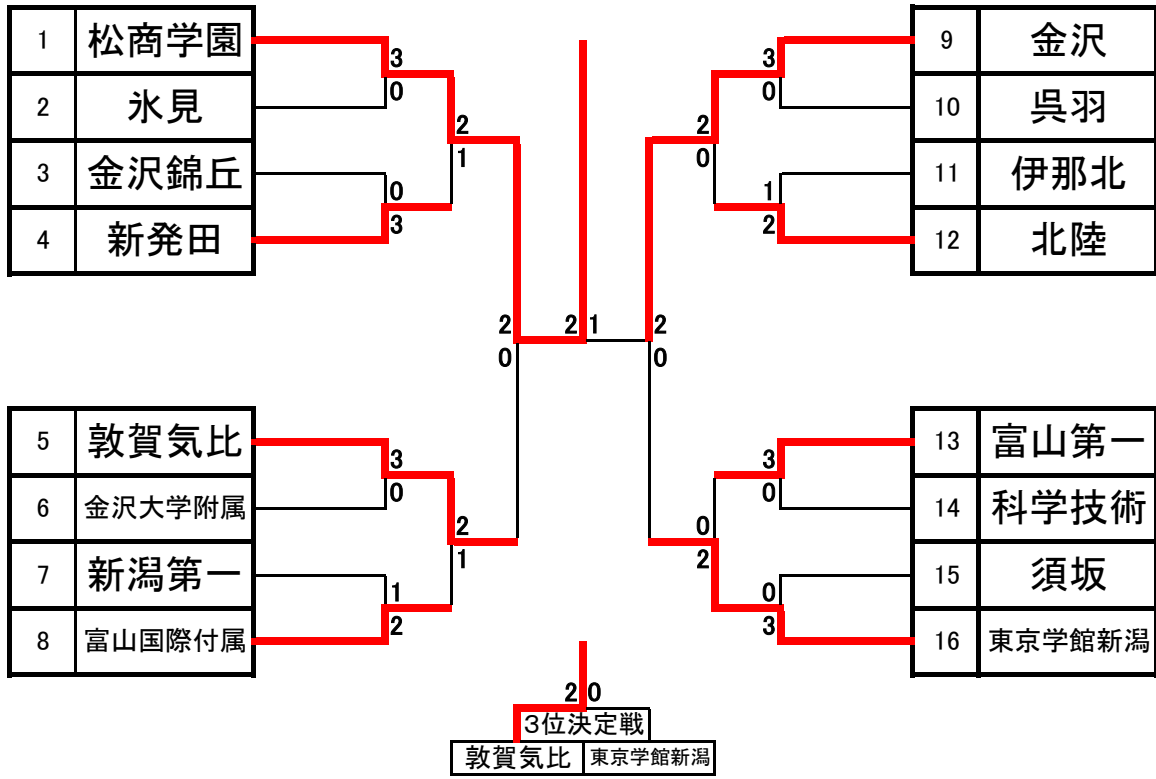 1 松商学園
2 氷見
3 金沢錦丘
4 新発田
3
0
2
1
0
3
9 金沢
10 呉羽
11 伊那北
12 北陸
3
0
2
0
1
2
2
0
2 1
2
0
5 敦賀気比
6 金沢大学附属
7 新潟第一
8 富山国際付属
3
0
2
1
1
2
13 富山第一
14 科学技術
15 須坂
16 東京学館新潟
3
0
0
2
0
3
2 0
3位決定戦
敦賀気比 東京学館新潟